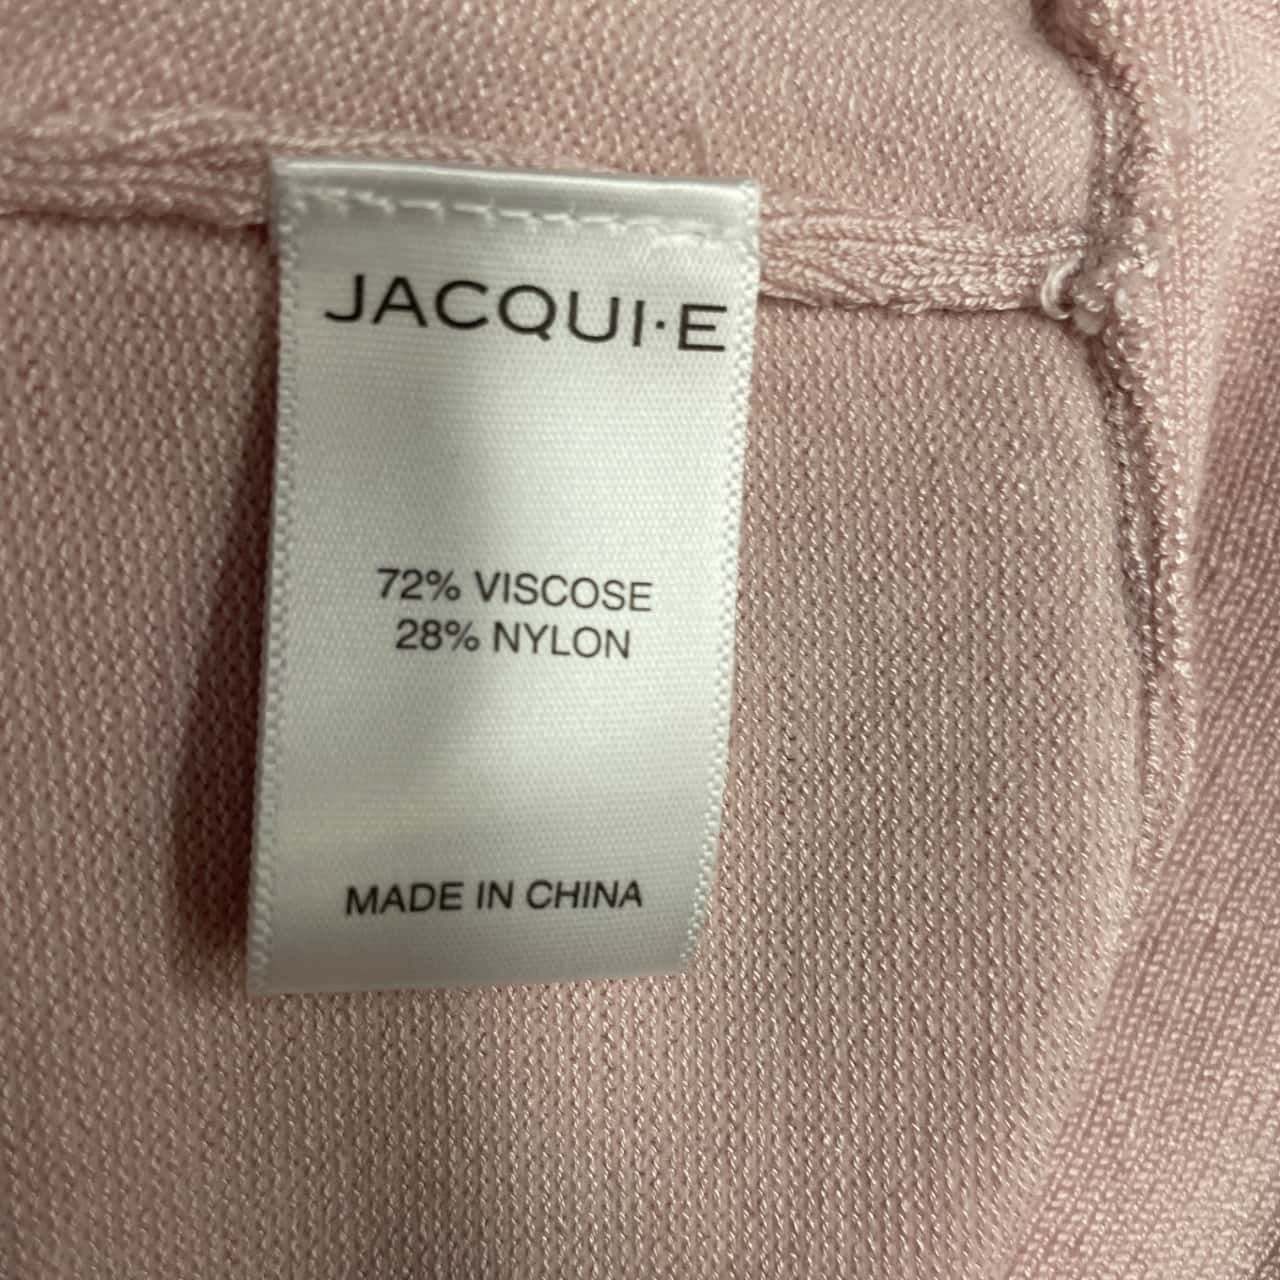 JACQUI·E
72% VISCOSE
28% NYLON
MADE IN CHINA